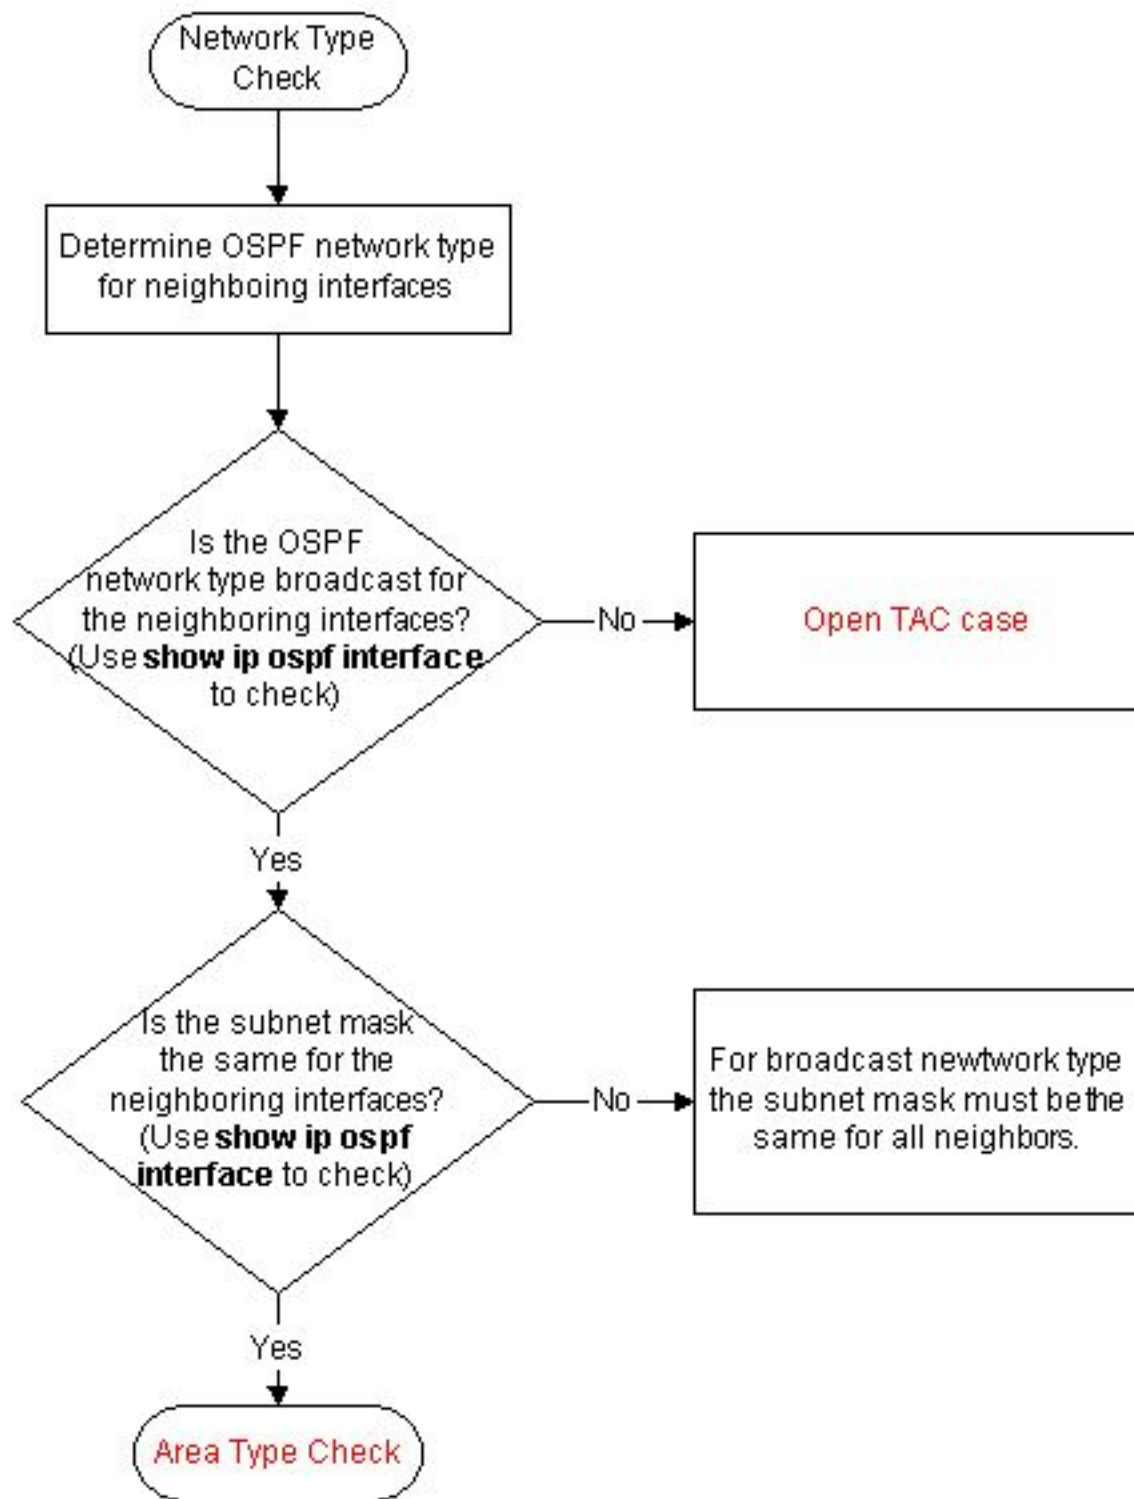 Network Type
Check
Determine OSPF network type
for neighboing interfaces
Is the OSPF
network type broadcast for
the neighboring interfaces?
(Use show ip ospf interface
to check)
No
Open TAC case
Yes
Is the subnet mask
the same for the
neighboring interfaces?
(Use show ip ospf
interface to check)
No
For broadcast newtwork type
the subnet mask must be the
same for all neighbors.
Yes
Area Type Check